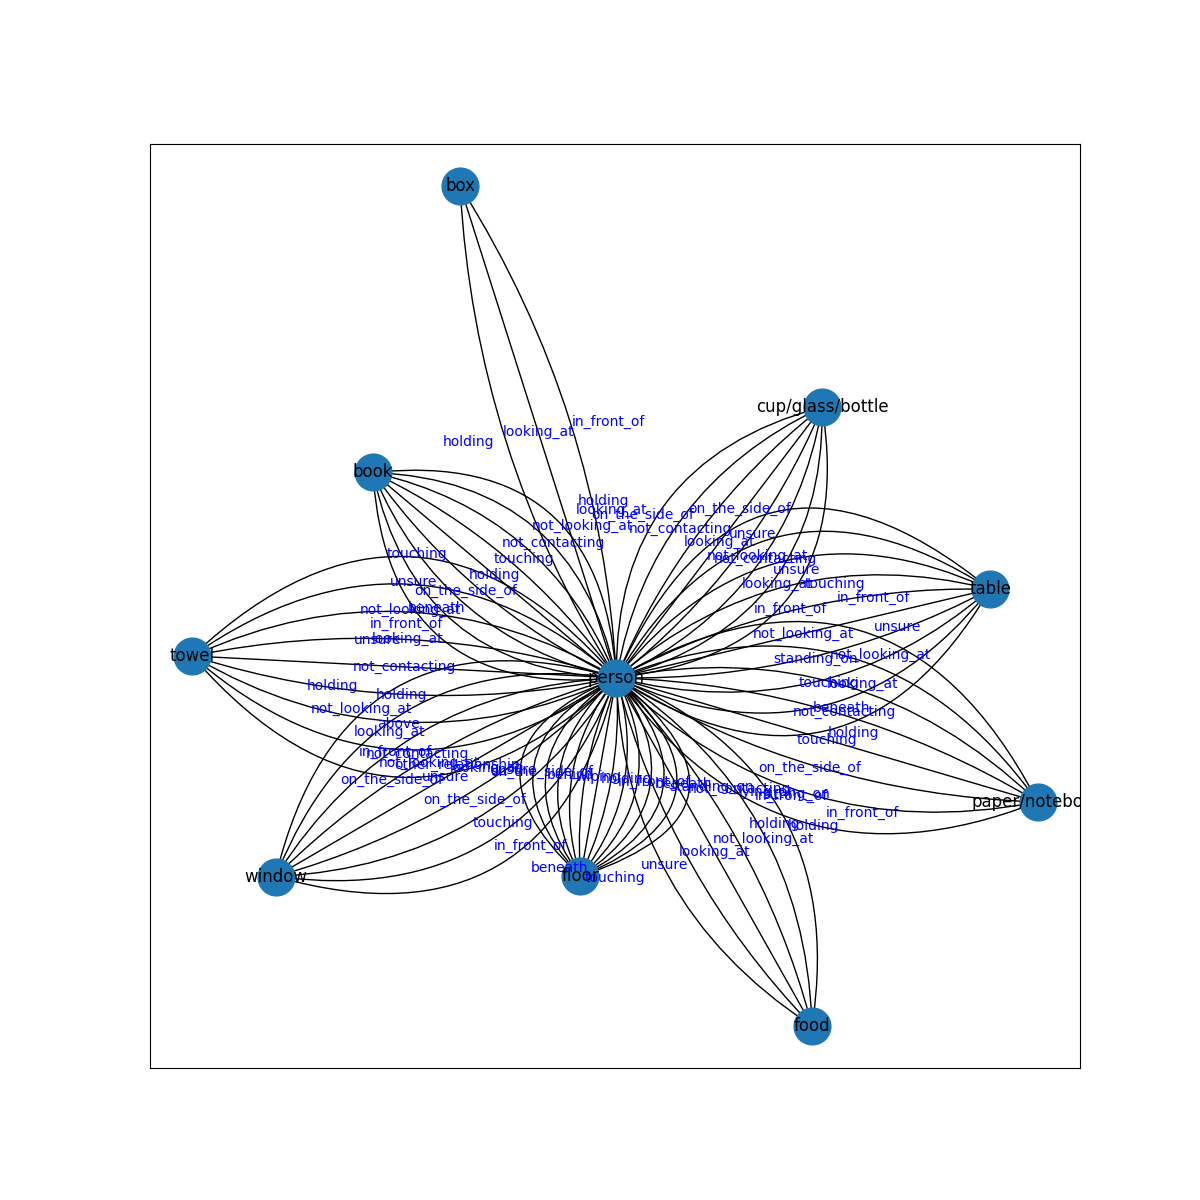 box
in_front_of
looking_at
holding
cup/glass/bottle
book
holding
looking_at
on_the_side_of
on_the_side_of
not_looking_at
not_contacting
unsure
not_contacting
looking_at
touching
not_looking_at
touching
not_contacting
holding
unsure
unsure
looking_at
touching
on_the_side_of
table
beneath
in_front_of
not_looking_at
in_front_of
in_front_of
unsure
not_looking_at
unsure
looking_at
towel
not_looking_at
standing_on
not_contacting
person
holding
touching
looking_at
holding
not_looking_at
beneath
not_contacting
above
looking_at
holding
touching
in_front_of
not_contacting
on_the_side_of
unsure
on_the_side_of
on_the_side_of
paper/notebo
in_front_of
touching
holding
holding
not_looking_at
in_front_of
looking_at
unsure
beneath
window
floor
touching
food